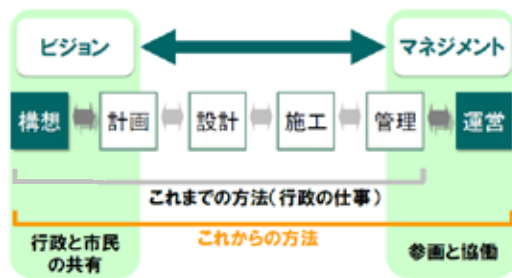 ビジョン
マネジメント
構想
計画
設計
施工
管理
運営
これまでの方法(行政の仕事)
これからの方法
行政と市民
の共有
参画と協働